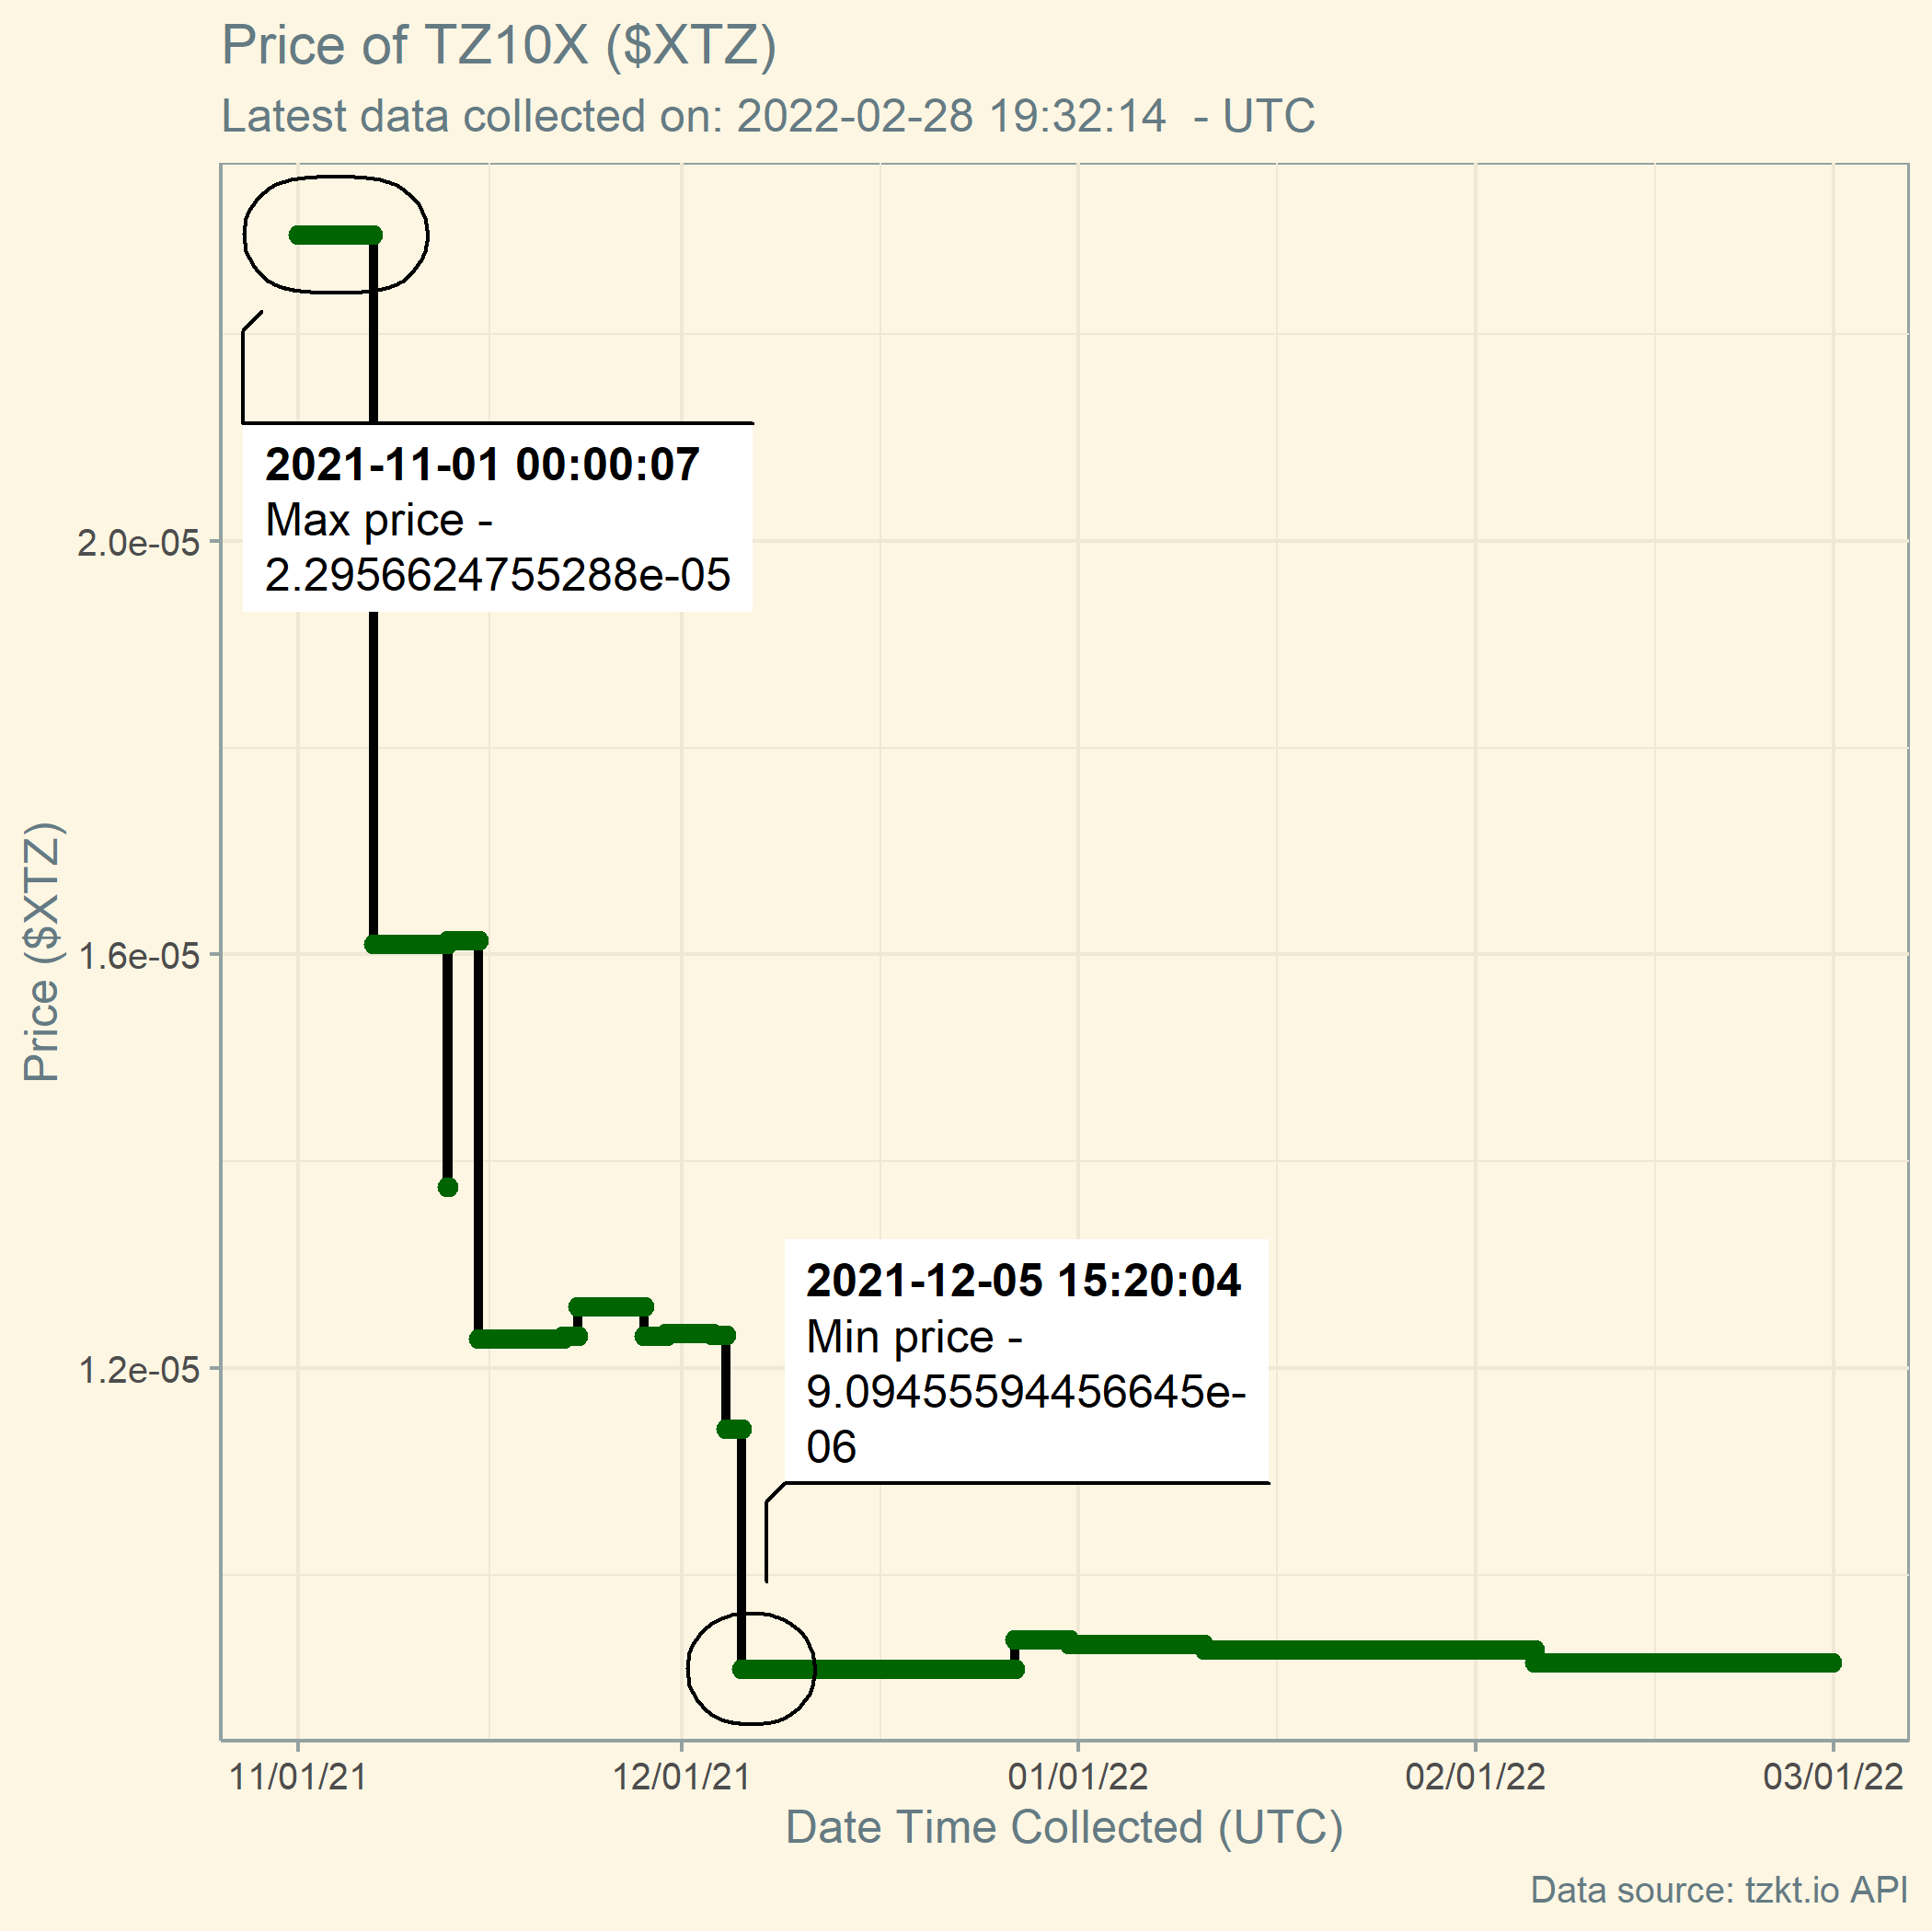 Price of TZ10X ($XTZ)
Latest data collected on: 2022-02-28 19:32:14  - UTC
2021-11-01 00:00:07
Max price -
2.2956624755288e-05
2.0e-05
1.6e-05
1.2e-05
Price ($XTZ)
2021-12-05 15:20:04
Min price -
9.09455594456645e-
06
11/01/21 12/01/21 01/01/22 02/01/22 03/01/22
Date Time Collected (UTC)
Data source: tzkt.io API